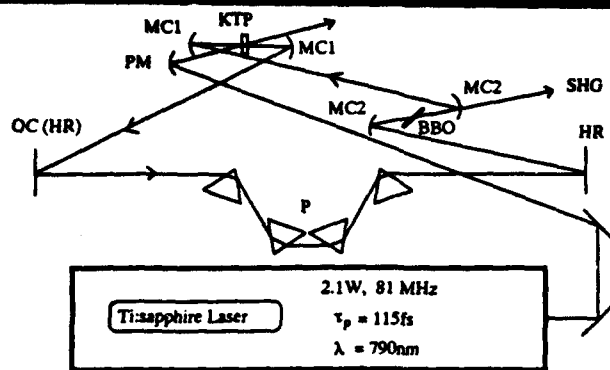 KTP
MC1
MC1
PM
MC2
SHG
MC2
BBO
OC (HR)
HR
P
2.1W, 81 MHz
Ti:sapphire Laser
τp = 115fs
λ = 790nm